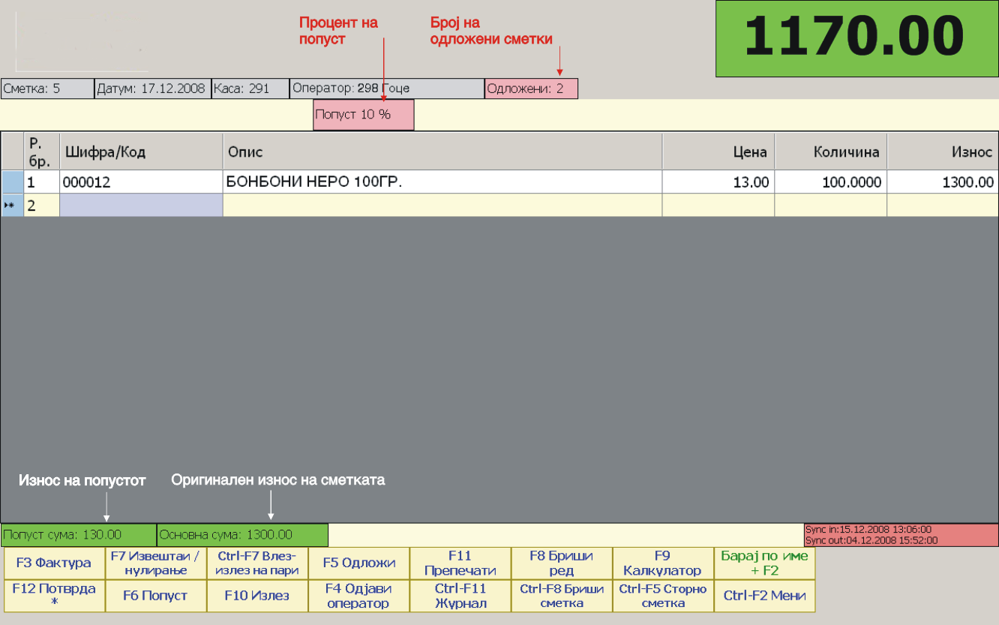 Процент на
попуст
Број на
одложени сметки
1170.00
Сметка: 5
Датум: 17.12.2008
Каса: 291
Оператор: 298 Гоце
Одложени: 2
Попуст 10 %
Р.
бр.
Шифра/Код
Опис
Цена
Количина
Износ
1
000012
БОНБОНИ НЕРО 100ГР.
13.00
100.0000
1300.00
2
Износ на попустот
Оригинален износ на сметката
Попуст сума: 130.00
Основна сума: 1300.00
Sync in:15.12.2008 13:06:00
Sync out:04.12.2008 15:52:00
F3 Фактура
F7 Извештаи /
нулирање
Ctrl-F7 Влез-
излез на пари
F5 Одложи
F11
Препечати
F8 Бриши
ред
F9
Калкулатор
Барај по име
+ F2
F12 Потврда
*
F6 Попуст
F10 Излез
F4 Одјави
оператор
Ctrl-F11
Журнал
Ctrl-F8 Бриши
сметка
Ctrl-F5 Сторно
сметка
Ctrl-F2 Мени